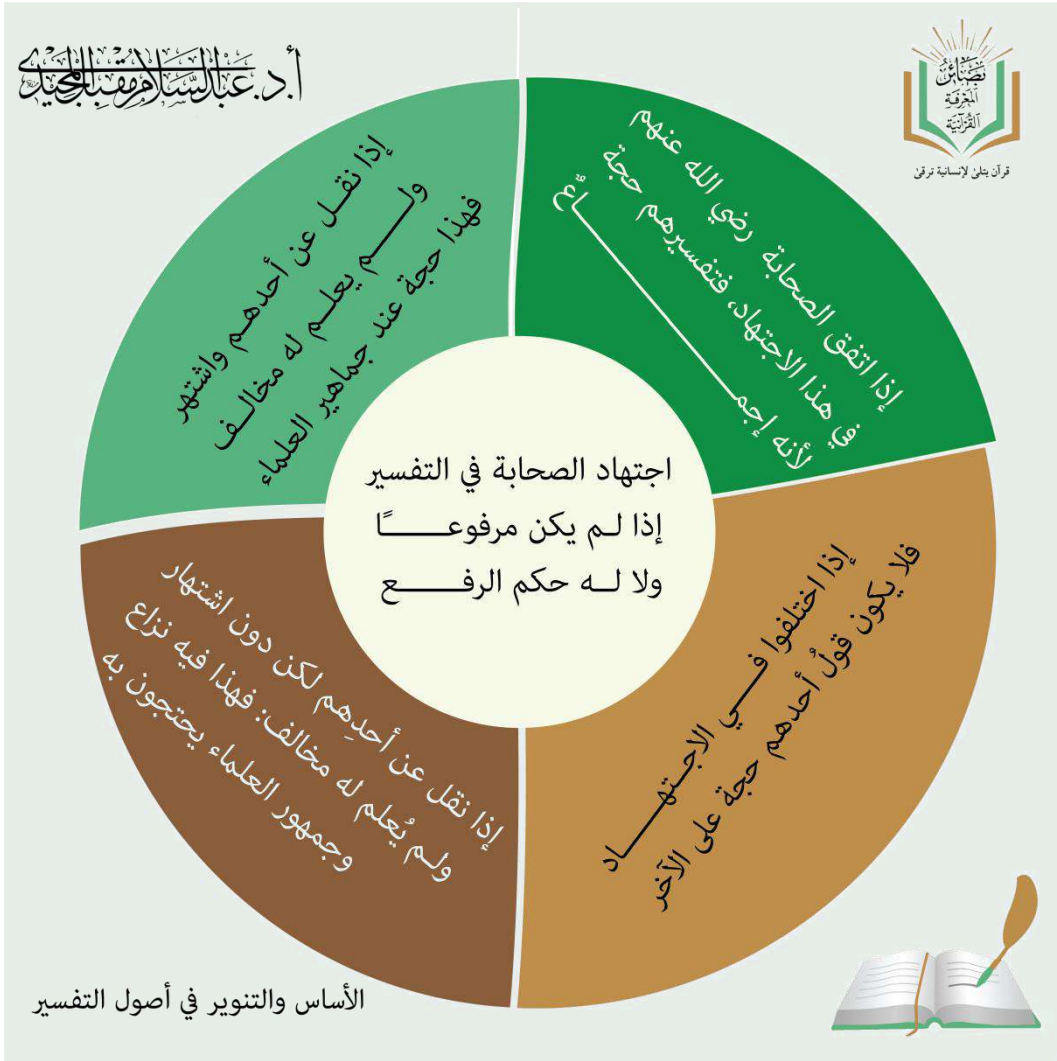 أ.د. عبدالسلام مقبل المجيدي
بصائر
المعرفة
القرآنية
قرآن يتلى لإنسانية ترقى
اجتهاد الصحابة في التفسير
إذا لم يكن مرفوعًا
ولا له حكم الرفع
إذا اتفق الصحابة رضي الله عنهم
في هذا الاجتهاد، فتفسيرهم حجة
لأنه إجماعٌ
إذا اختلفوا في الاجتهاد
فلا يكون قولُ أحدهم حجة على الآخر
إذا نقل عن أحدِهم لكن دون اشتهار
ولم يُعلم له مخالف: فهذا فيه نزاع
وجمهور العلماء يحتجون به
إذا نقل عن أحدهم واشتهر
ولم يعلم له مخالف
فهذا حجة عند جماهير العلماء
الأساس والتنوير في أصول التفسير